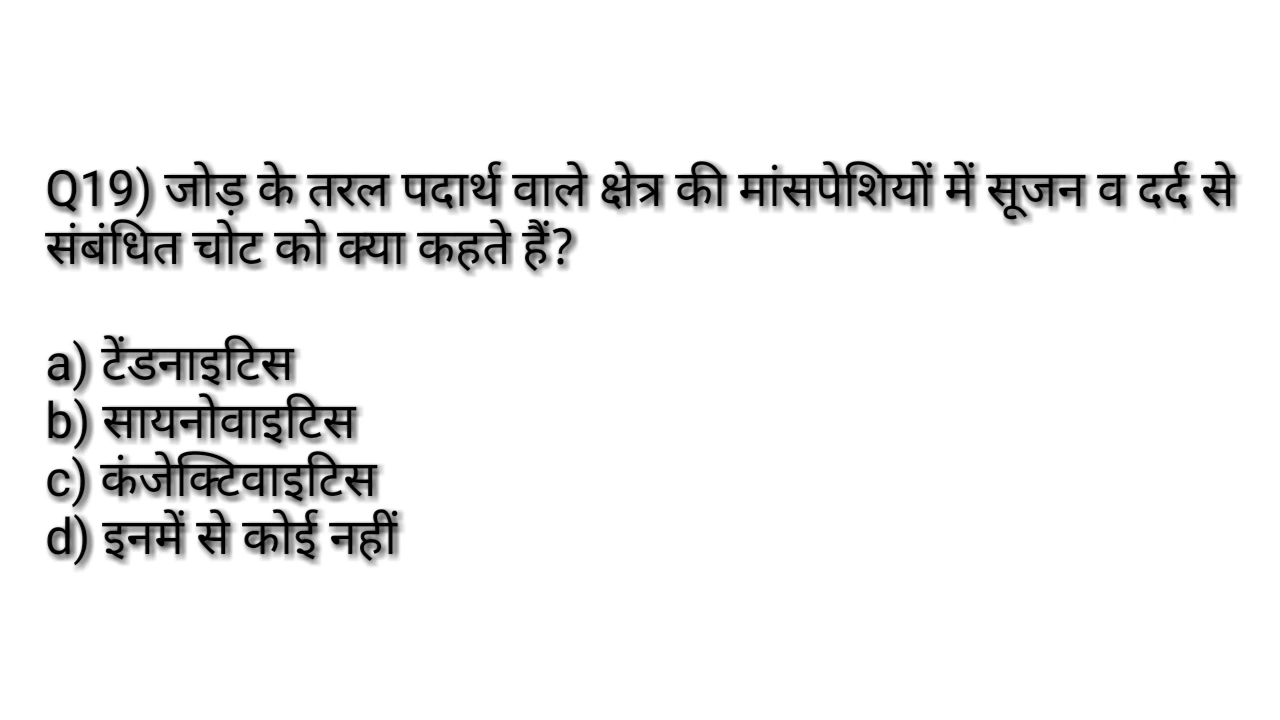 Q19) जोड़ के तरल पदार्थ वाले क्षेत्र की मांसपेशियों में सूजन व दर्द से
संबंधित चोट को क्या कहते हैं?
a) टेंडनाइटिस
b) सायनोवाइटिस
c) कंजेक्टिवाइटिस
d) इनमें से कोई नहीं